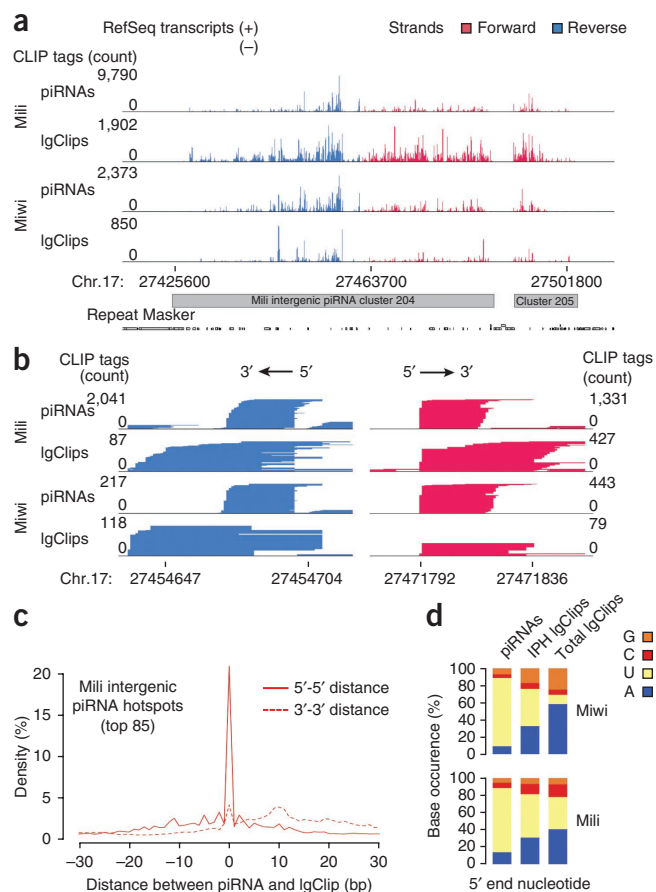 a
RefSeq transcripts (+)
(−)
Strands Forward Reverse
CLIP tags (count)
9,790
piRNAs
0
Mili
1,902
lgClips
0
2,373
piRNAs
0
Miwi
850
lgClips
0
Chr.17: 27425600 27463700 27501800
Mili intergenic piRNA cluster 204 Cluster 205
Repeat Masker
b
CLIP tags (count) 3′ 5′ 5′ 3′ CLIP tags (count)
2,041 1,331
piRNAs
0 0
Mili
87 427
lgClips
0 0
217 443
piRNAs
0 0
Miwi
118 79
lgClips
0 0
Chr.17: 27454647 27454704 27471792 27471836
c
Mili intergenic
piRNA hotspots
(top 85)
5′-5′ distance
3′-3′ distance
Density (%)
20
15
10
5
0
−30 −20 −10 0 10 20 30
Distance between piRNA and lgClip (bp)
d
piRNAs
IPH lgClips
Total lgClips
G
C
U
A
Base occurence (%)
100
80
60
40
20
0
Miwi
100
80
60
40
20
0
Mili
5′ end nucleotide